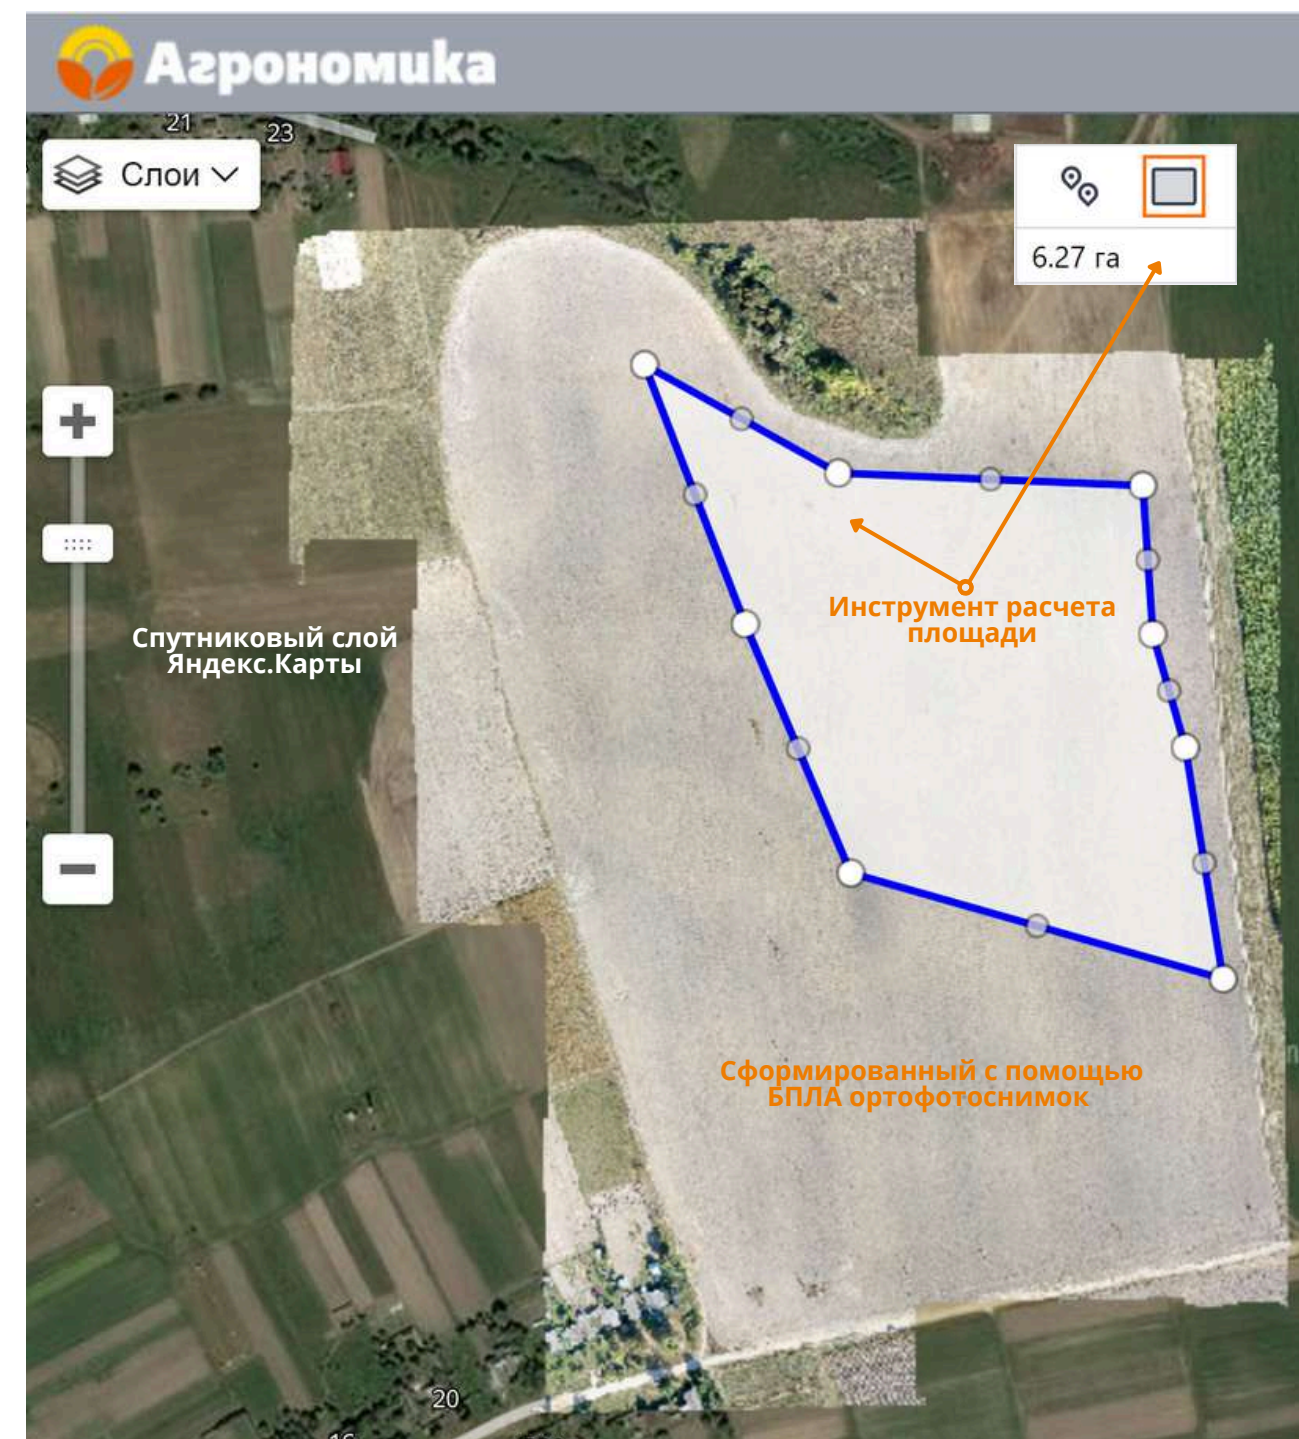 Агрономика
21
23
Слои
6.27 га
Инструмент расчета
площади
Спутниковый слой
Яндекс.Карты
Сформированный с помощью
БПЛА ортофотоснимок
20